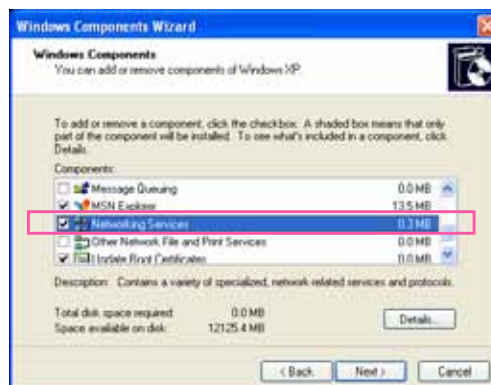 Windows Components Wizard
Windows Components
You can add or remove components of Windows XP.
To add or remove a component, click the checkbox. A shaded box means that only
part of the component will be installed. To see what's included in a component, click
Details.
Components:
Message Queuing 0.0 MB
MSN Explorer 13.5 MB
Networking Services 0.3 MB
Other Network File and Print Services 0.0 MB
Update Root Certificates 0.0 MB
Description: Contains a variety of specialized, network-related services and protocols.
Total disk space required: 0.0 MB
Space available on disk: 12125.4 MB
Details...
< Back
Next >
Cancel